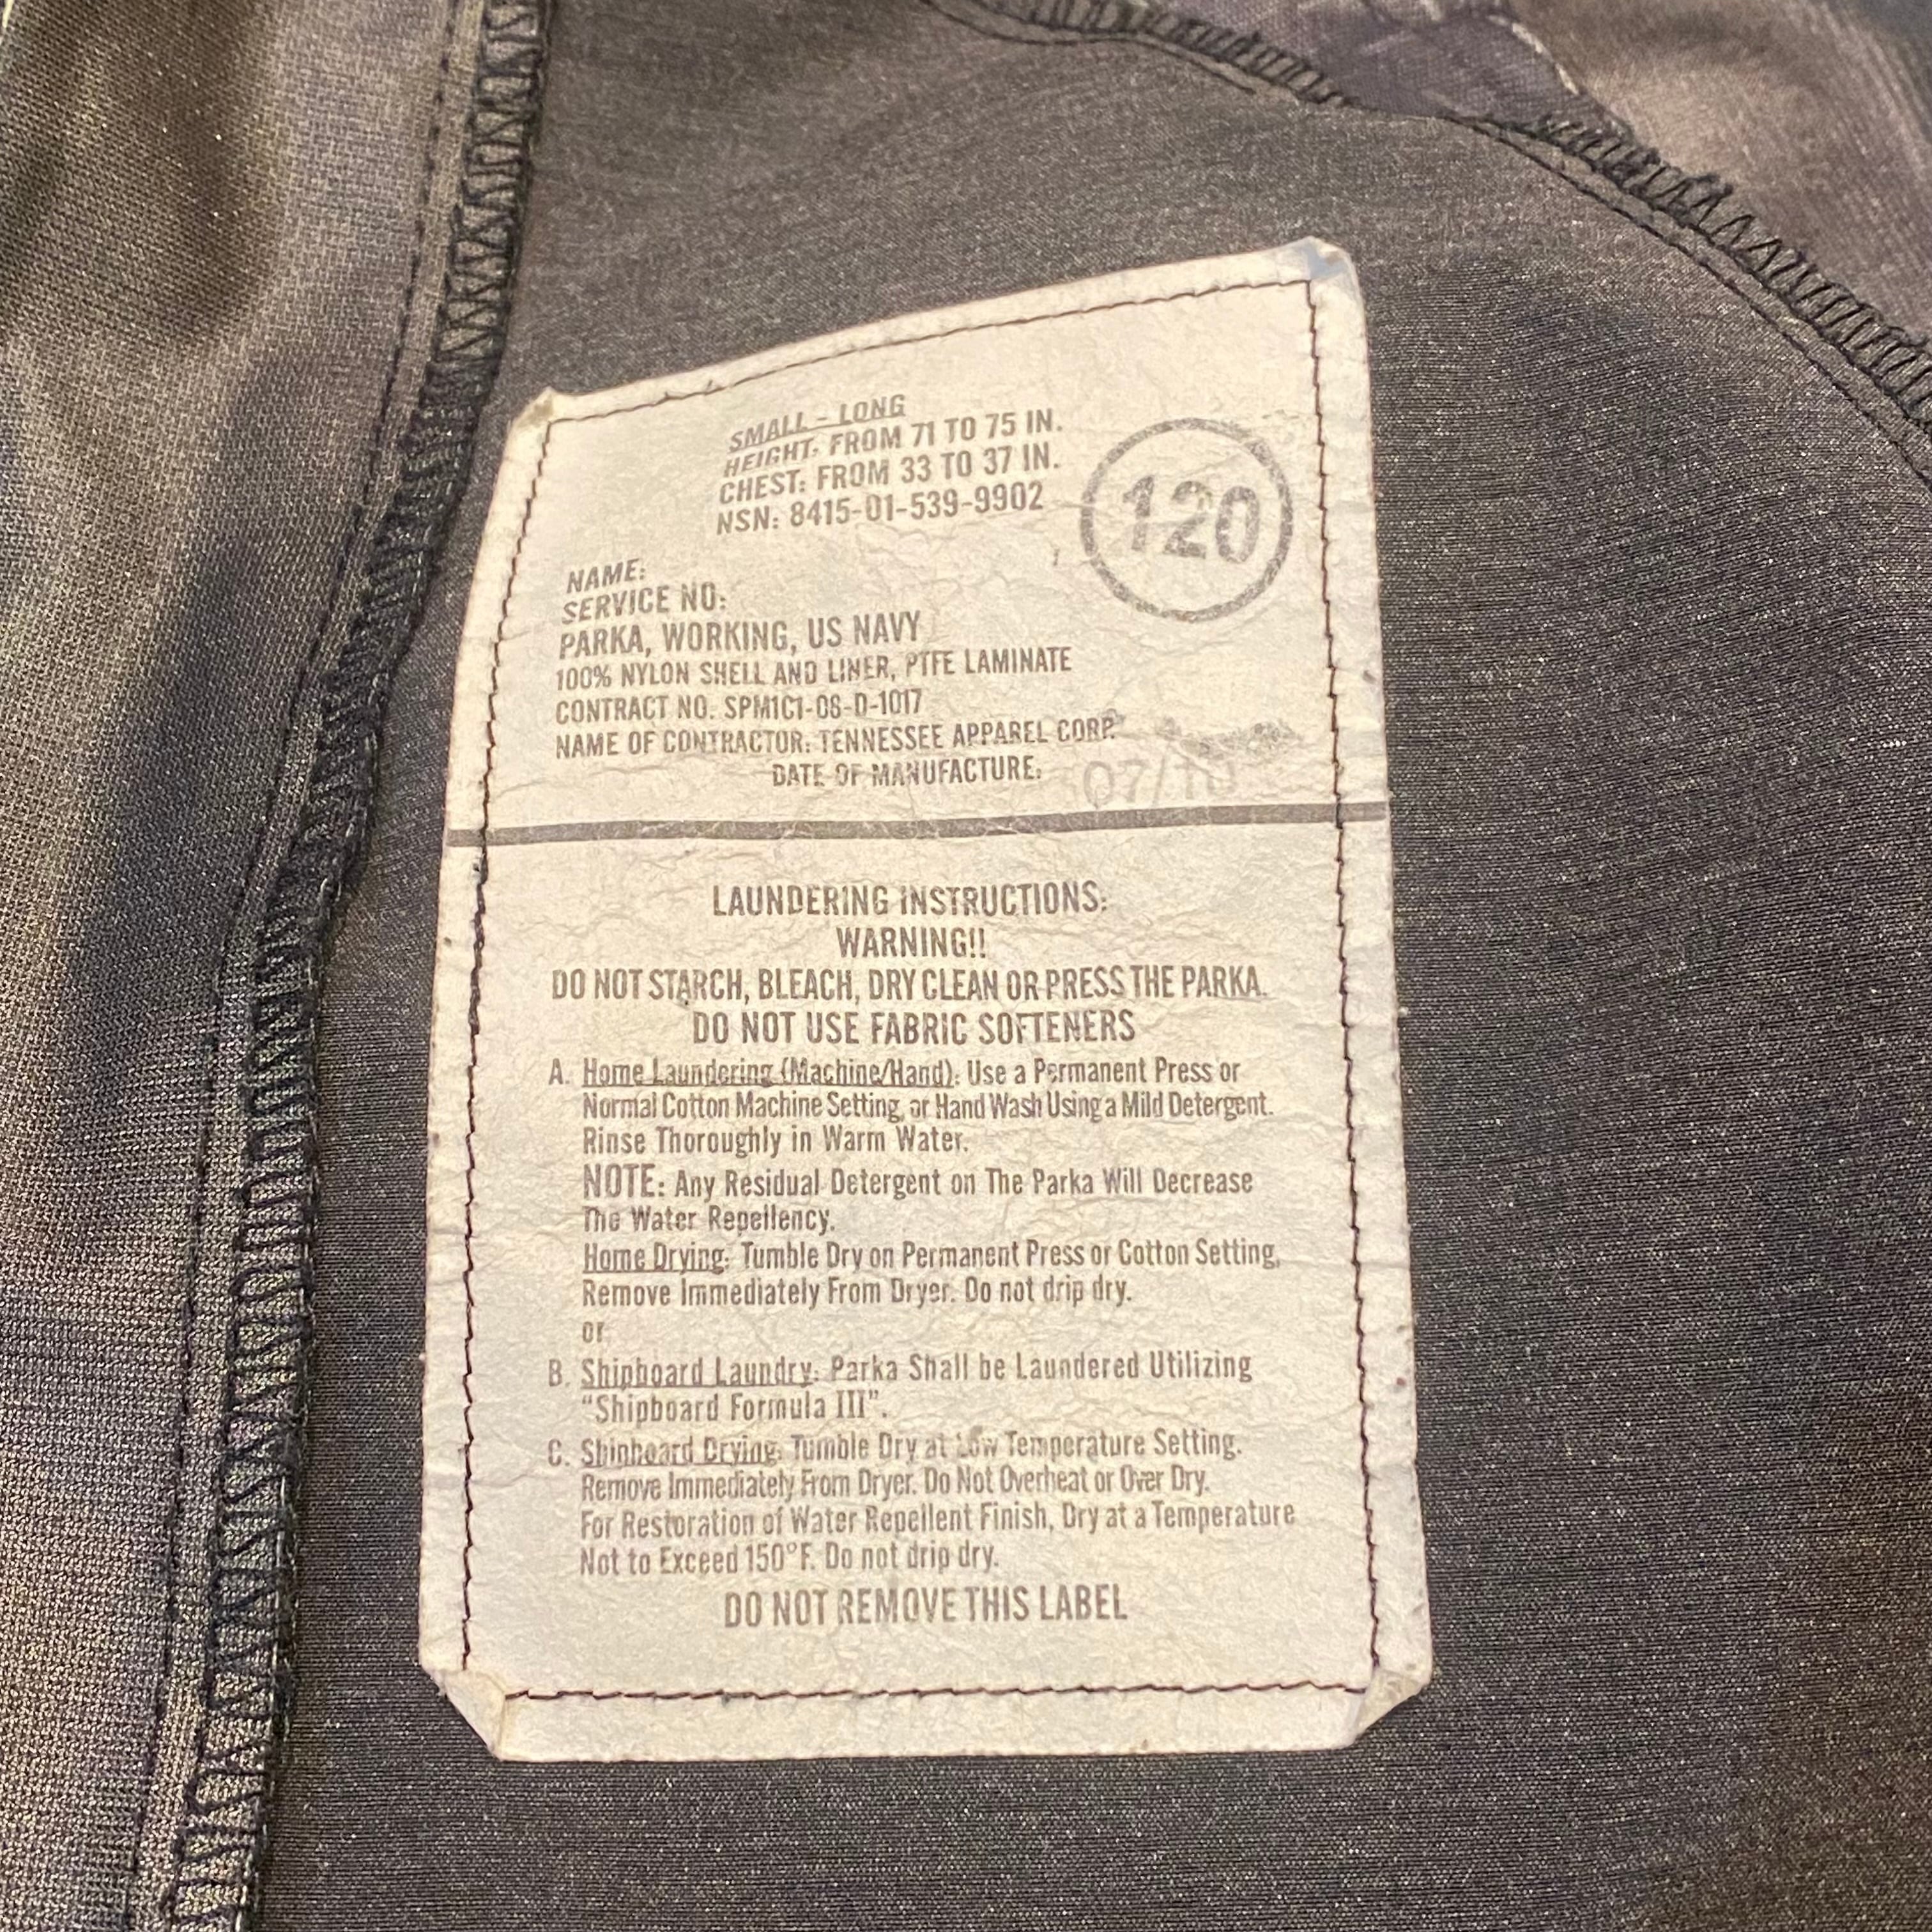 SMALL - LONG
HEIGHT: FROM 71 TO 75 IN.
CHEST: FROM 33 TO 37 IN.
NSN: 8415-01-539-9902
120
NAME:
SERVICE NO:
PARKA, WORKING, US NAVY
100% NYLON SHELL AND LINER, PTFE LAMINATE
CONTRACT NO. SPM1C1-08-D-1017
NAME OF CONTRACTOR: TENNESSEE APPAREL CORP.
DATE OF MANUFACTURE: 07/10
LAUNDERING INSTRUCTIONS:
WARNING!!
DO NOT STARCH, BLEACH, DRY CLEAN OR PRESS THE PARKA.
DO NOT USE FABRIC SOFTENERS
A. Home Laundering (Machine/Hand): Use a Permanent Press or
Normal Cotton Machine Setting, or Hand Wash Using a Mild Detergent.
Rinse Thoroughly in Warm Water.
NOTE: Any Residual Detergent on The Parka Will Decrease
The Water Repellency.
Home Drying: Tumble Dry on Permanent Press or Cotton Setting,
Remove Immediately From Dryer. Do not drip dry.
or
B. Shipboard Laundry: Parka Shall be Laundered Utilizing
"Shipboard Formula III".
C. Shipboard Drying: Tumble Dry at Low Temperature Setting.
Remove Immediately From Dryer. Do Not Overheat or Over Dry.
For Restoration of Water Repellent Finish, Dry at a Temperature
Not to Exceed 150°F. Do not drip dry.
DO NOT REMOVE THIS LABEL